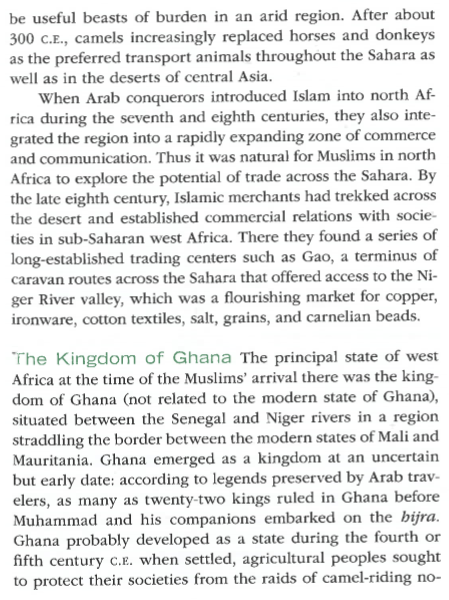 be useful beasts of burden in an arid region. After about
300 C.E., camels increasingly replaced horses and donkeys
as the preferred transport animals throughout the Sahara as
well as in the deserts of central Asia.
When Arab conquerors introduced Islam into north Af-
rica during the seventh and eighth centuries, they also inte-
grated the region into a rapidly expanding zone of commerce
and communication. Thus it was natural for Muslims in north
Africa to explore the potential of trade across the Sahara. By
the late eighth century, Islamic merchants had trekked across
the desert and established commercial relations with socie-
ties in sub-Saharan west Africa. There they found a series of
long-established trading centers such as Gao, a terminus of
caravan routes across the Sahara that offered access to the Ni-
ger River valley, which was a flourishing market for copper,
ironware, cotton textiles, salt, grains, and carnelian beads.
The Kingdom of Ghana The principal state of west
Africa at the time of the Muslims' arrival there was the king-
dom of Ghana (not related to the modern state of Ghana),
situated between the Senegal and Niger rivers in a region
straddling the border between the modern states of Mali and
Mauritania. Ghana emerged as a kingdom at an uncertain
but early date: according to legends preserved by Arab trav-
elers, as many as twenty-two kings ruled in Ghana before
Muhammad and his companions embarked on the hijra.
Ghana probably developed as a state during the fourth or
fifth century C.E. when settled, agricultural peoples sought
to protect their societies from the raids of camel-riding no-